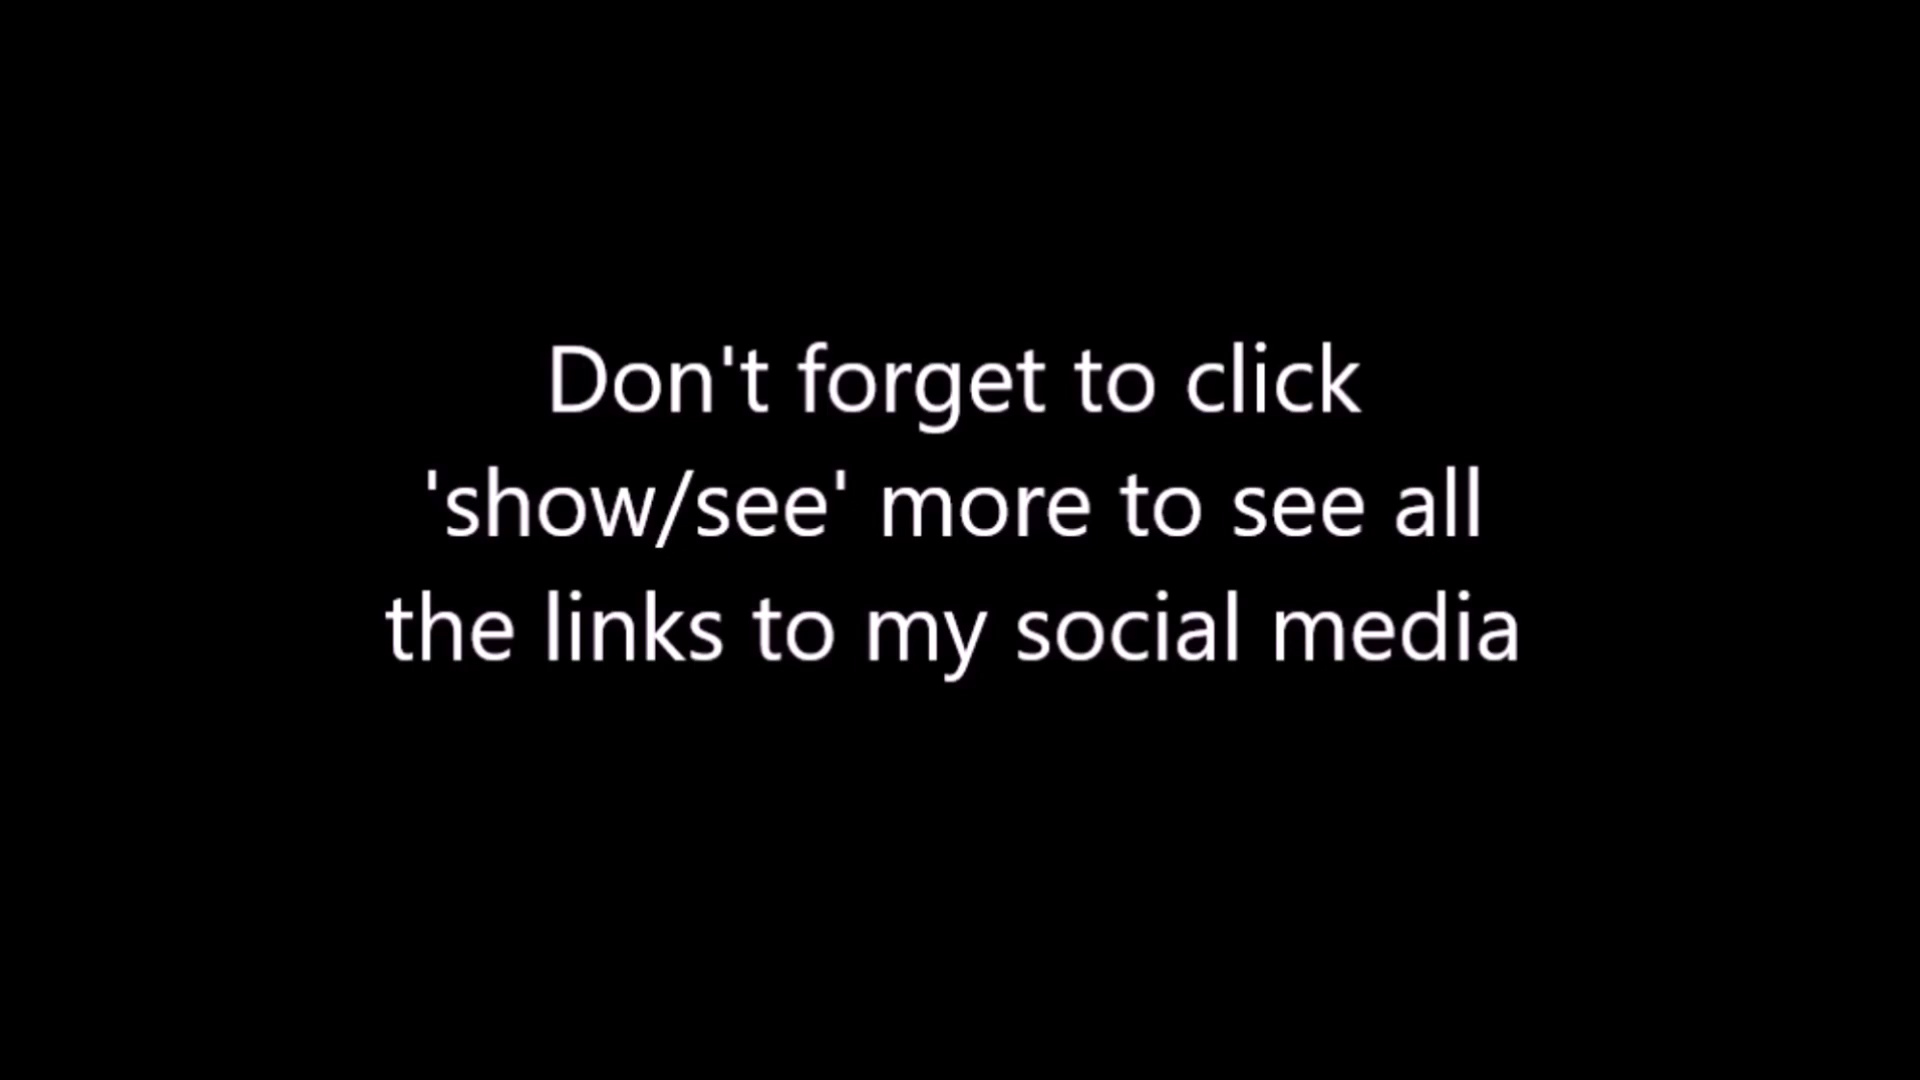 Don't forget to click
'show/see' more to see all
the links to my social media